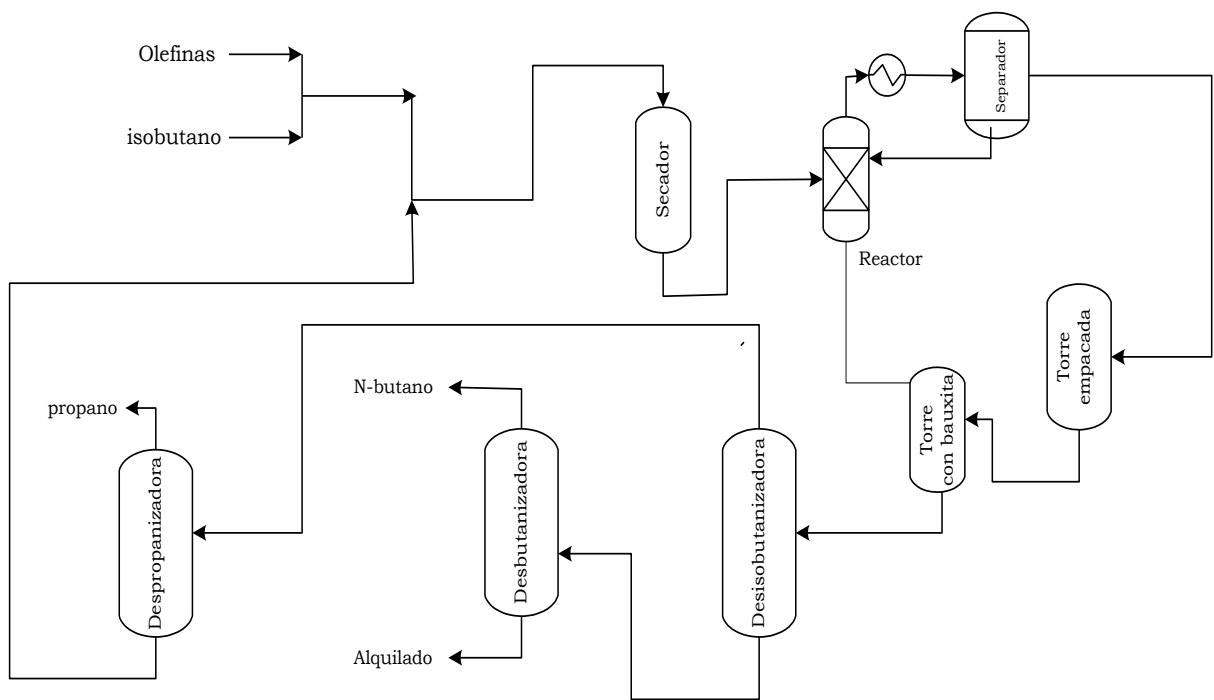 Olefinas
isobutano
Secador
Separador
Reactor
Torre
empacada
Torre
con bauxita
N-butano
propano
Despropanizadora
Desbutanizadora
Desisobutanizadora
Alquilado